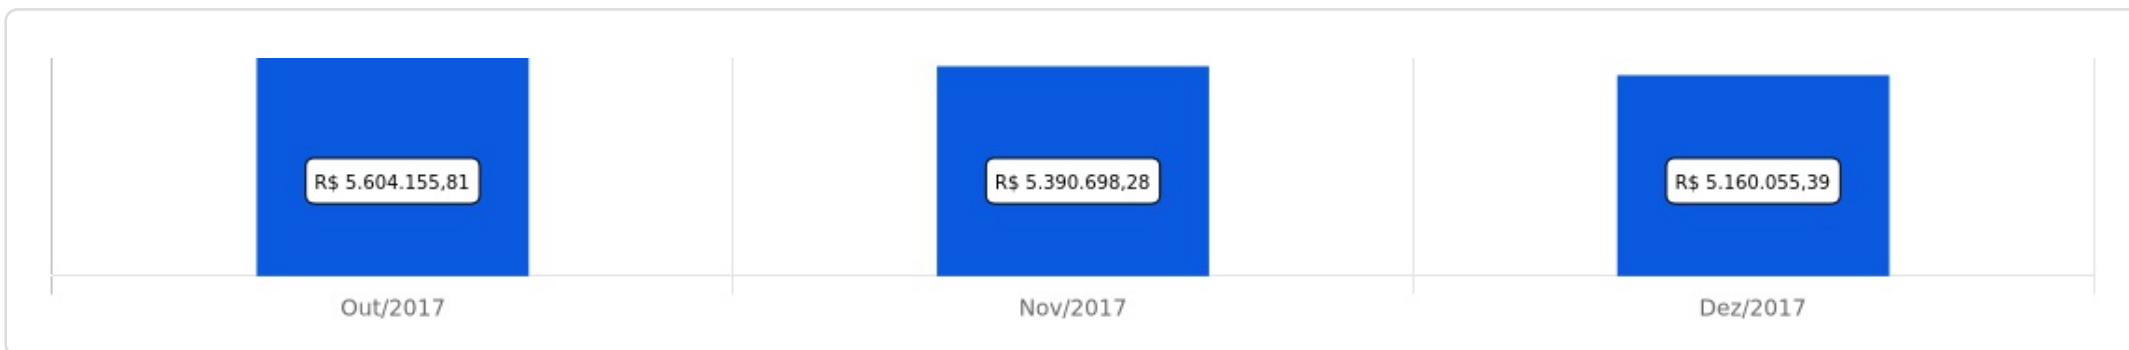 R$ 5.604.155,81 R$ 5.390.698,28 R$ 5.160.055,39
Out/2017 Nov/2017 Dez/2017